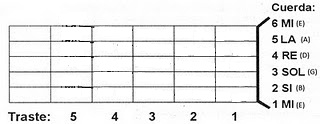 Cuerda:
6 MI (E)
5 LA (A)
4 RE (D)
3 SOL (G)
2 SI (B)
1 MI (E)
Traste: 5 4 3 2 1